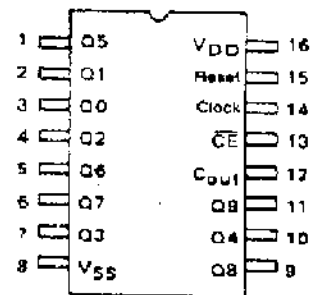 1 Q5 VDD 16
2 Q1 Reset 15
3 Q0 Clock 14
4 Q2 CE 13
5 Q6 Cout 12
6 Q7 Q9 11
7 Q3 Q4 10
8 VSS Q8 9